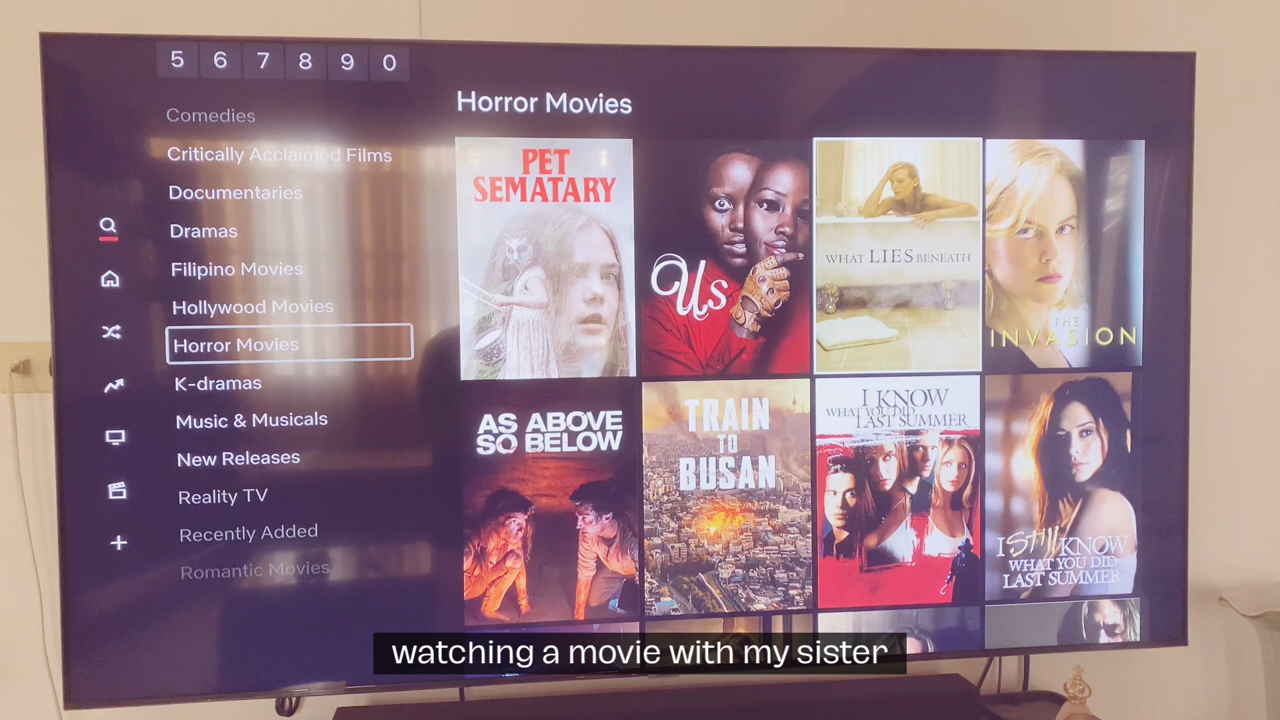 5 6 7 8 9 0
Comedies
Critically Acclaimed Films
Documentaries
Dramas
Filipino Movies
Hollywood Movies
Horror Movies
K-dramas
Music & Musicals
New Releases
Reality TV
Recently Added
Romantic Movies
Horror Movies
PET
SEMATARY
Us
WHAT LIES BENEATH
THE
INVASION
AS ABOVE
SO BELOW
TRAIN
TO
BUSAN
I KNOW
WHAT YOU DID
LAST SUMMER
I STILL KNOW
WHAT YOU DID
LAST SUMMER
watching a movie with my sister